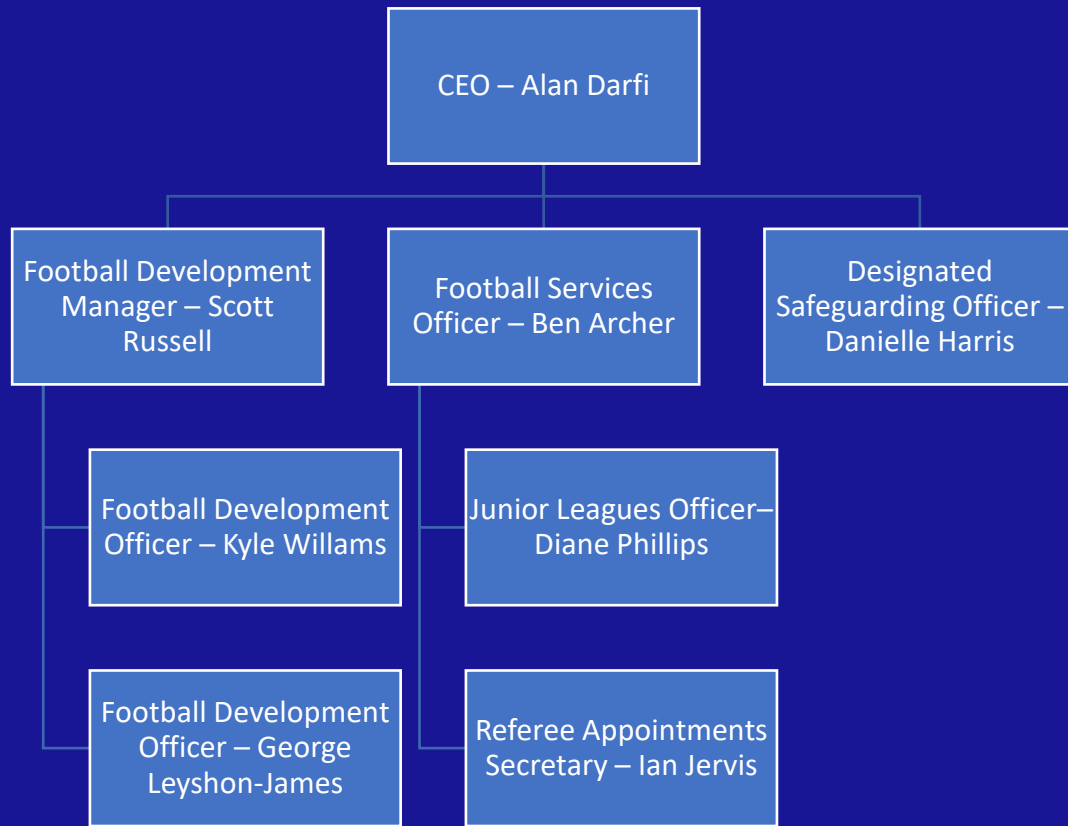 CEO – Alan Darfi
Football Development
Manager – Scott
Russell
Football Services
Officer – Ben Archer
Designated
Safeguarding Officer –
Danielle Harris
Football Development
Officer – Kyle Willams
Junior Leagues Officer–
Diane Phillips
Football Development
Officer – George
Leyshon-James
Referee Appointments
Secretary – Ian Jervis